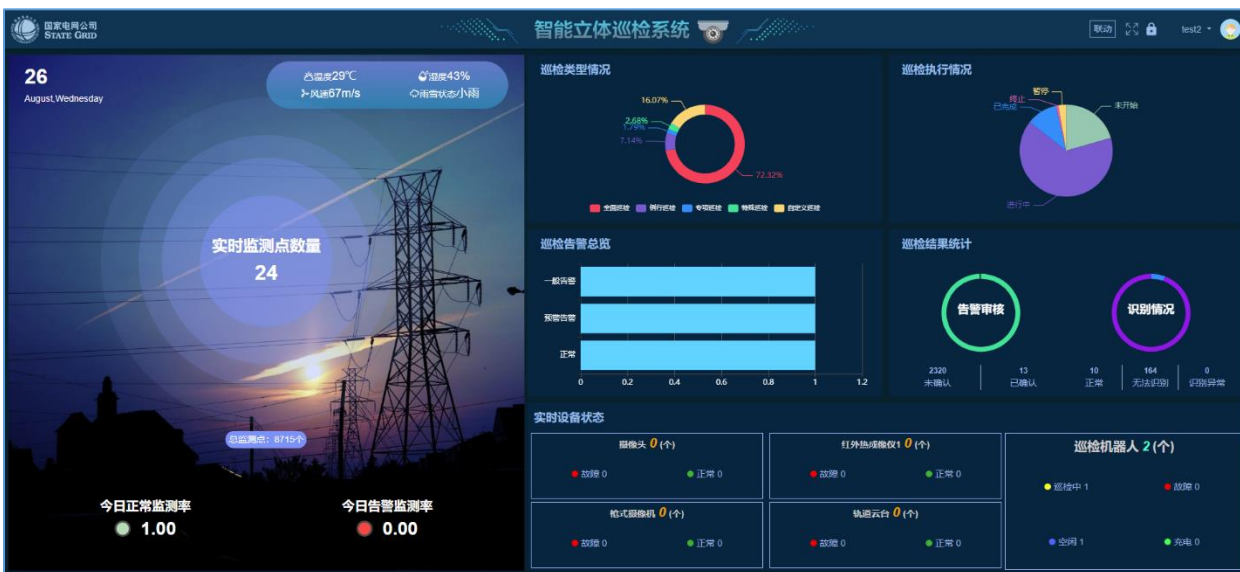 国家电网公司
STATE GRID
智能立体巡检系统
联动
test2
26
August,Wednesday
温度29℃
湿度43%
风速67m/s
雨雪状态小雨
实时监测点数量
24
总监测点：8715个
今日正常监测率
1.00
今日告警监测率
0.00
巡检类型情况
16.07%
2.68%
1.79%
7.14%
72.32%
全面巡检
例行巡检
专项巡检
特殊巡检
自定义巡检
巡检执行情况
暂停
停止
已完成
未开始
进行中
巡检告警总览
一般告警
预警告警
正常
0
0.2
0.4
0.6
0.8
1
1.2
巡检结果统计
告警审核
识别情况
2320
未确认
13
已确认
10
正常
164
无法识别
0
识别异常
实时设备状态
摄像头 0 (个)
故障 0
正常 0
红外热成像仪1 0 (个)
故障 0
正常 0
枪式摄像机 0 (个)
故障 0
正常 0
轨道云台 0 (个)
故障 0
正常 0
巡检机器人 2 (个)
巡检中 1
故障 0
空闲 1
充电 0